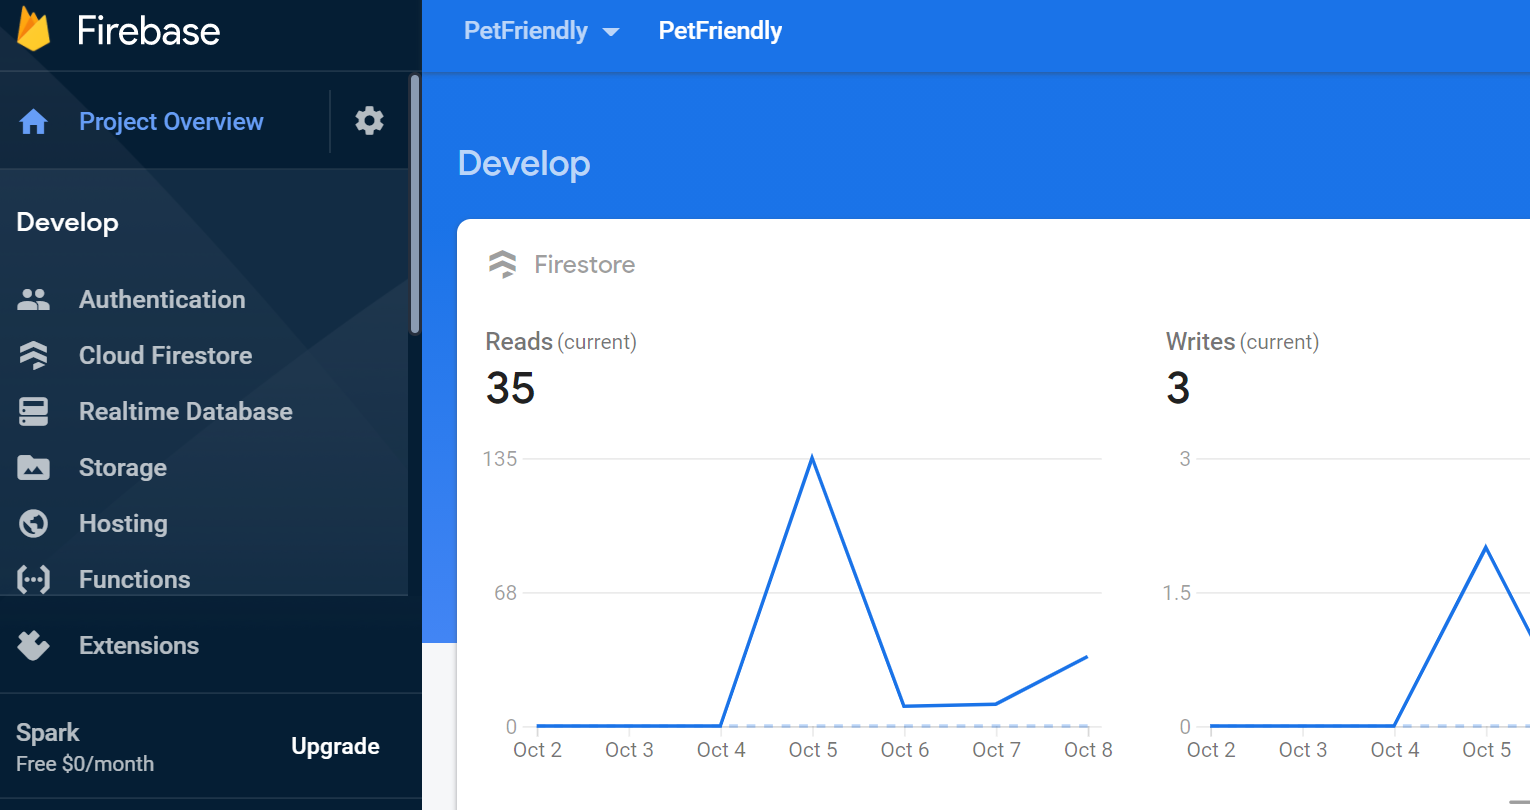 Firebase
PetFriendly
PetFriendly
Project Overview
Develop
Authentication
Cloud Firestore
Realtime Database
Storage
Hosting
Functions
Extensions
Spark
Free $0/month
Upgrade
Develop
Firestore
Reads (current)
35
135
68
0
Oct 2 Oct 3 Oct 4 Oct 5 Oct 6 Oct 7 Oct 8
Writes (current)
3
3
1.5
0
Oct 2 Oct 3 Oct 4 Oct 5